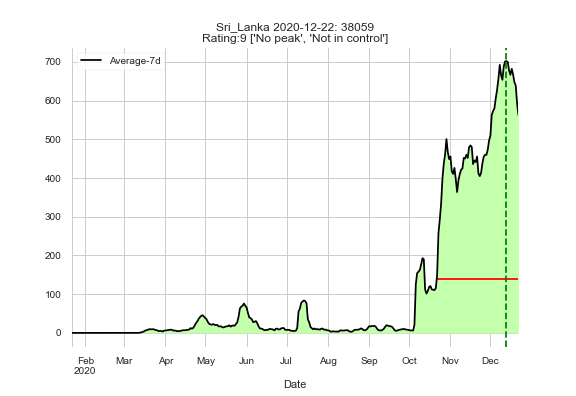 Sri_Lanka 2020-12-22: 38059
Rating:9 ['No peak', 'Not in control']
Average-7d
700
600
500
400
300
200
100
0
Feb Mar Apr May Jun Jul Aug Sep Oct Nov Dec
2020
Date